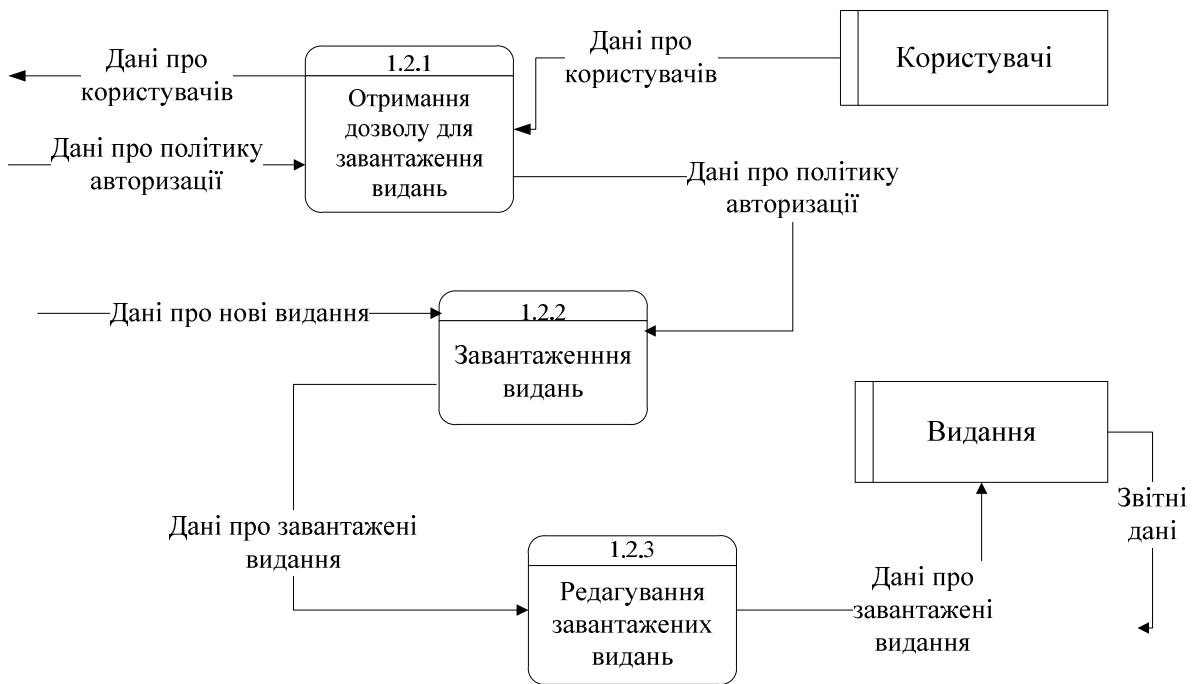 Дані про
користувачів
1.2.1
Отримання
дозволу для
завантаження
видань
Дані про
користувачів
Користувачі
Дані про політику
авторизації
Дані про політику
авторизації
Дані про нові видання
1.2.2
Завантаженння
видань
Видання
Звітні
дані
Дані про завантажені
видання
1.2.3
Редагування
завантажених
видань
Дані про
завантажені
видання